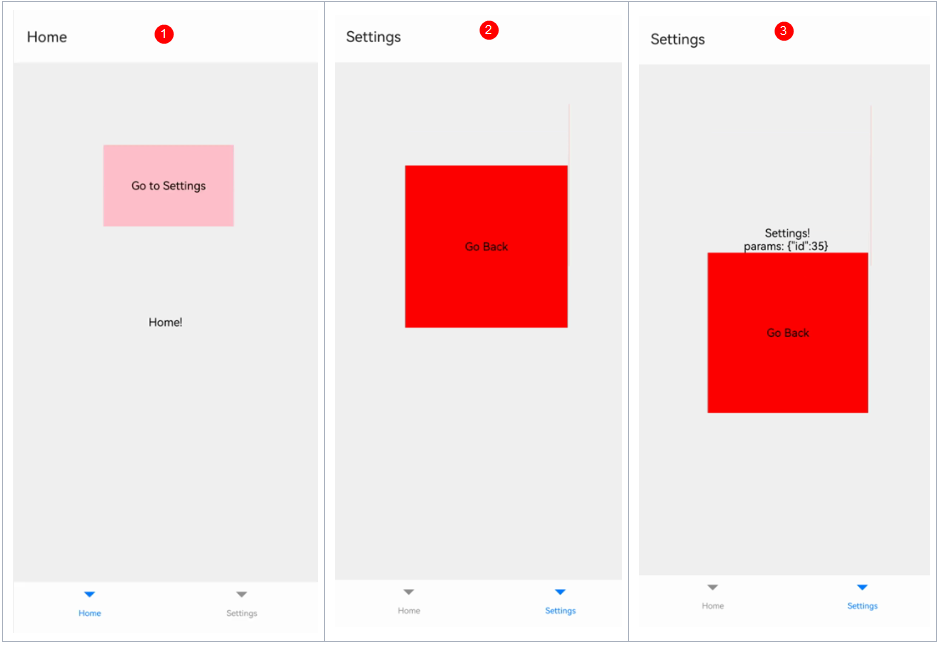 Home
1
Go to Settings
Home!
Home
Settings
Settings
2
Go Back
Home
Settings
Settings
3
Settings!
params: {"id":35}
Go Back
Home
Settings